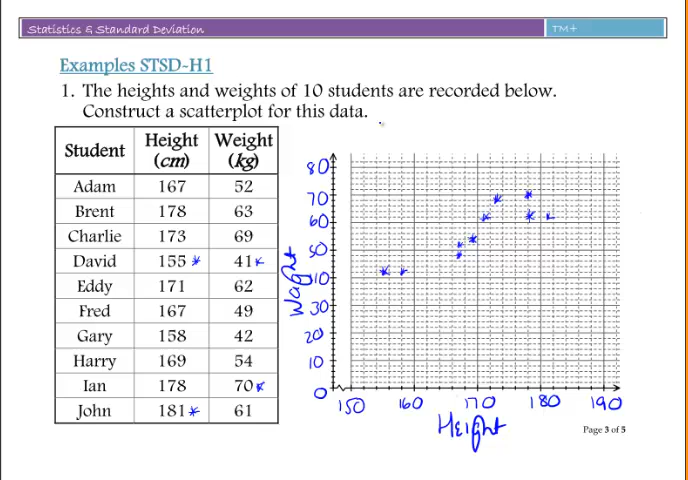 Statistics & Standard Deviation TM+
Examples STSD-H1
1. The heights and weights of 10 students are recorded below.
Construct a scatterplot for this data.
Student Height (cm) Weight (kg)
Adam 167 52
Brent 178 63
Charlie 173 69
David 155 41
Eddy 171 62
Fred 167 49
Gary 158 42
Harry 169 54
Ian 178 70
John 181 61
80
70
60
50
40
30
20
10
0
Weight
150 160 170 180 190
Height
Page 3 of 5